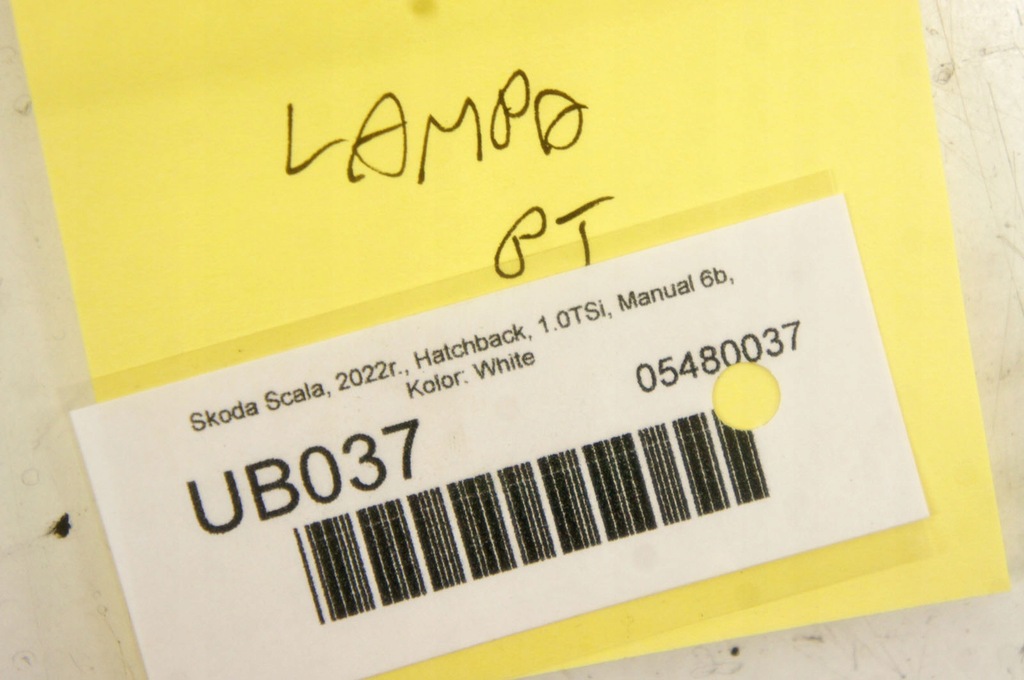 LAMPA
PT
Skoda Scala, 2022r., Hatchback, 1.0TSi, Manual 6b,
Kolor: White
05480037
UB037